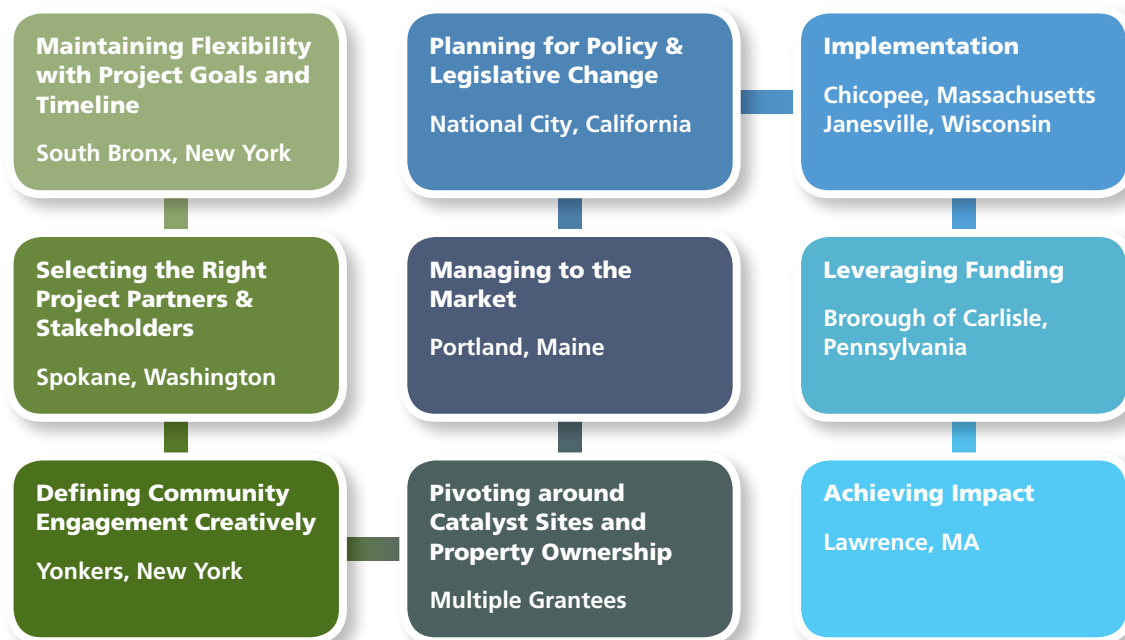 Maintaining Flexibility
with Project Goals and
Timeline
South Bronx, New York
Selecting the Right
Project Partners &
Stakeholders
Spokane, Washington
Defining Community
Engagement Creatively
Yonkers, New York
Pivoting around
Catalyst Sites and
Property Ownership
Multiple Grantees
Managing to the
Market
Portland, Maine
Planning for Policy &
Legislative Change
National City, California
Implementation
Chicopee, Massachusetts
Janesville, Wisconsin
Leveraging Funding
Brorough of Carlisle,
Pennsylvania
Achieving Impact
Lawrence, MA